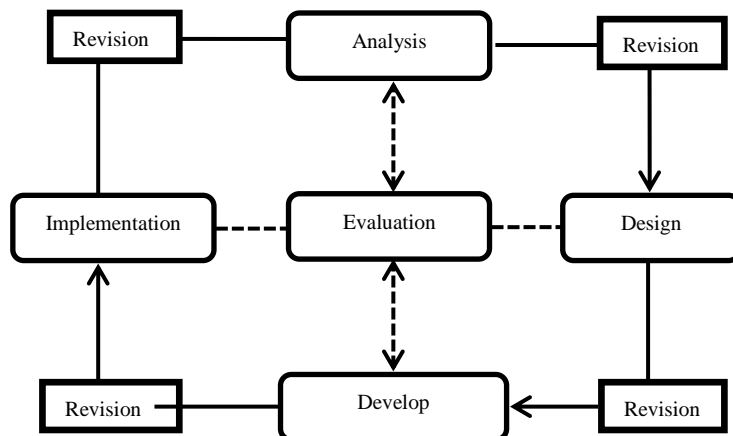 Revision
Analysis
Revision
Implementation
Evaluation
Design
Revision
Develop
Revision